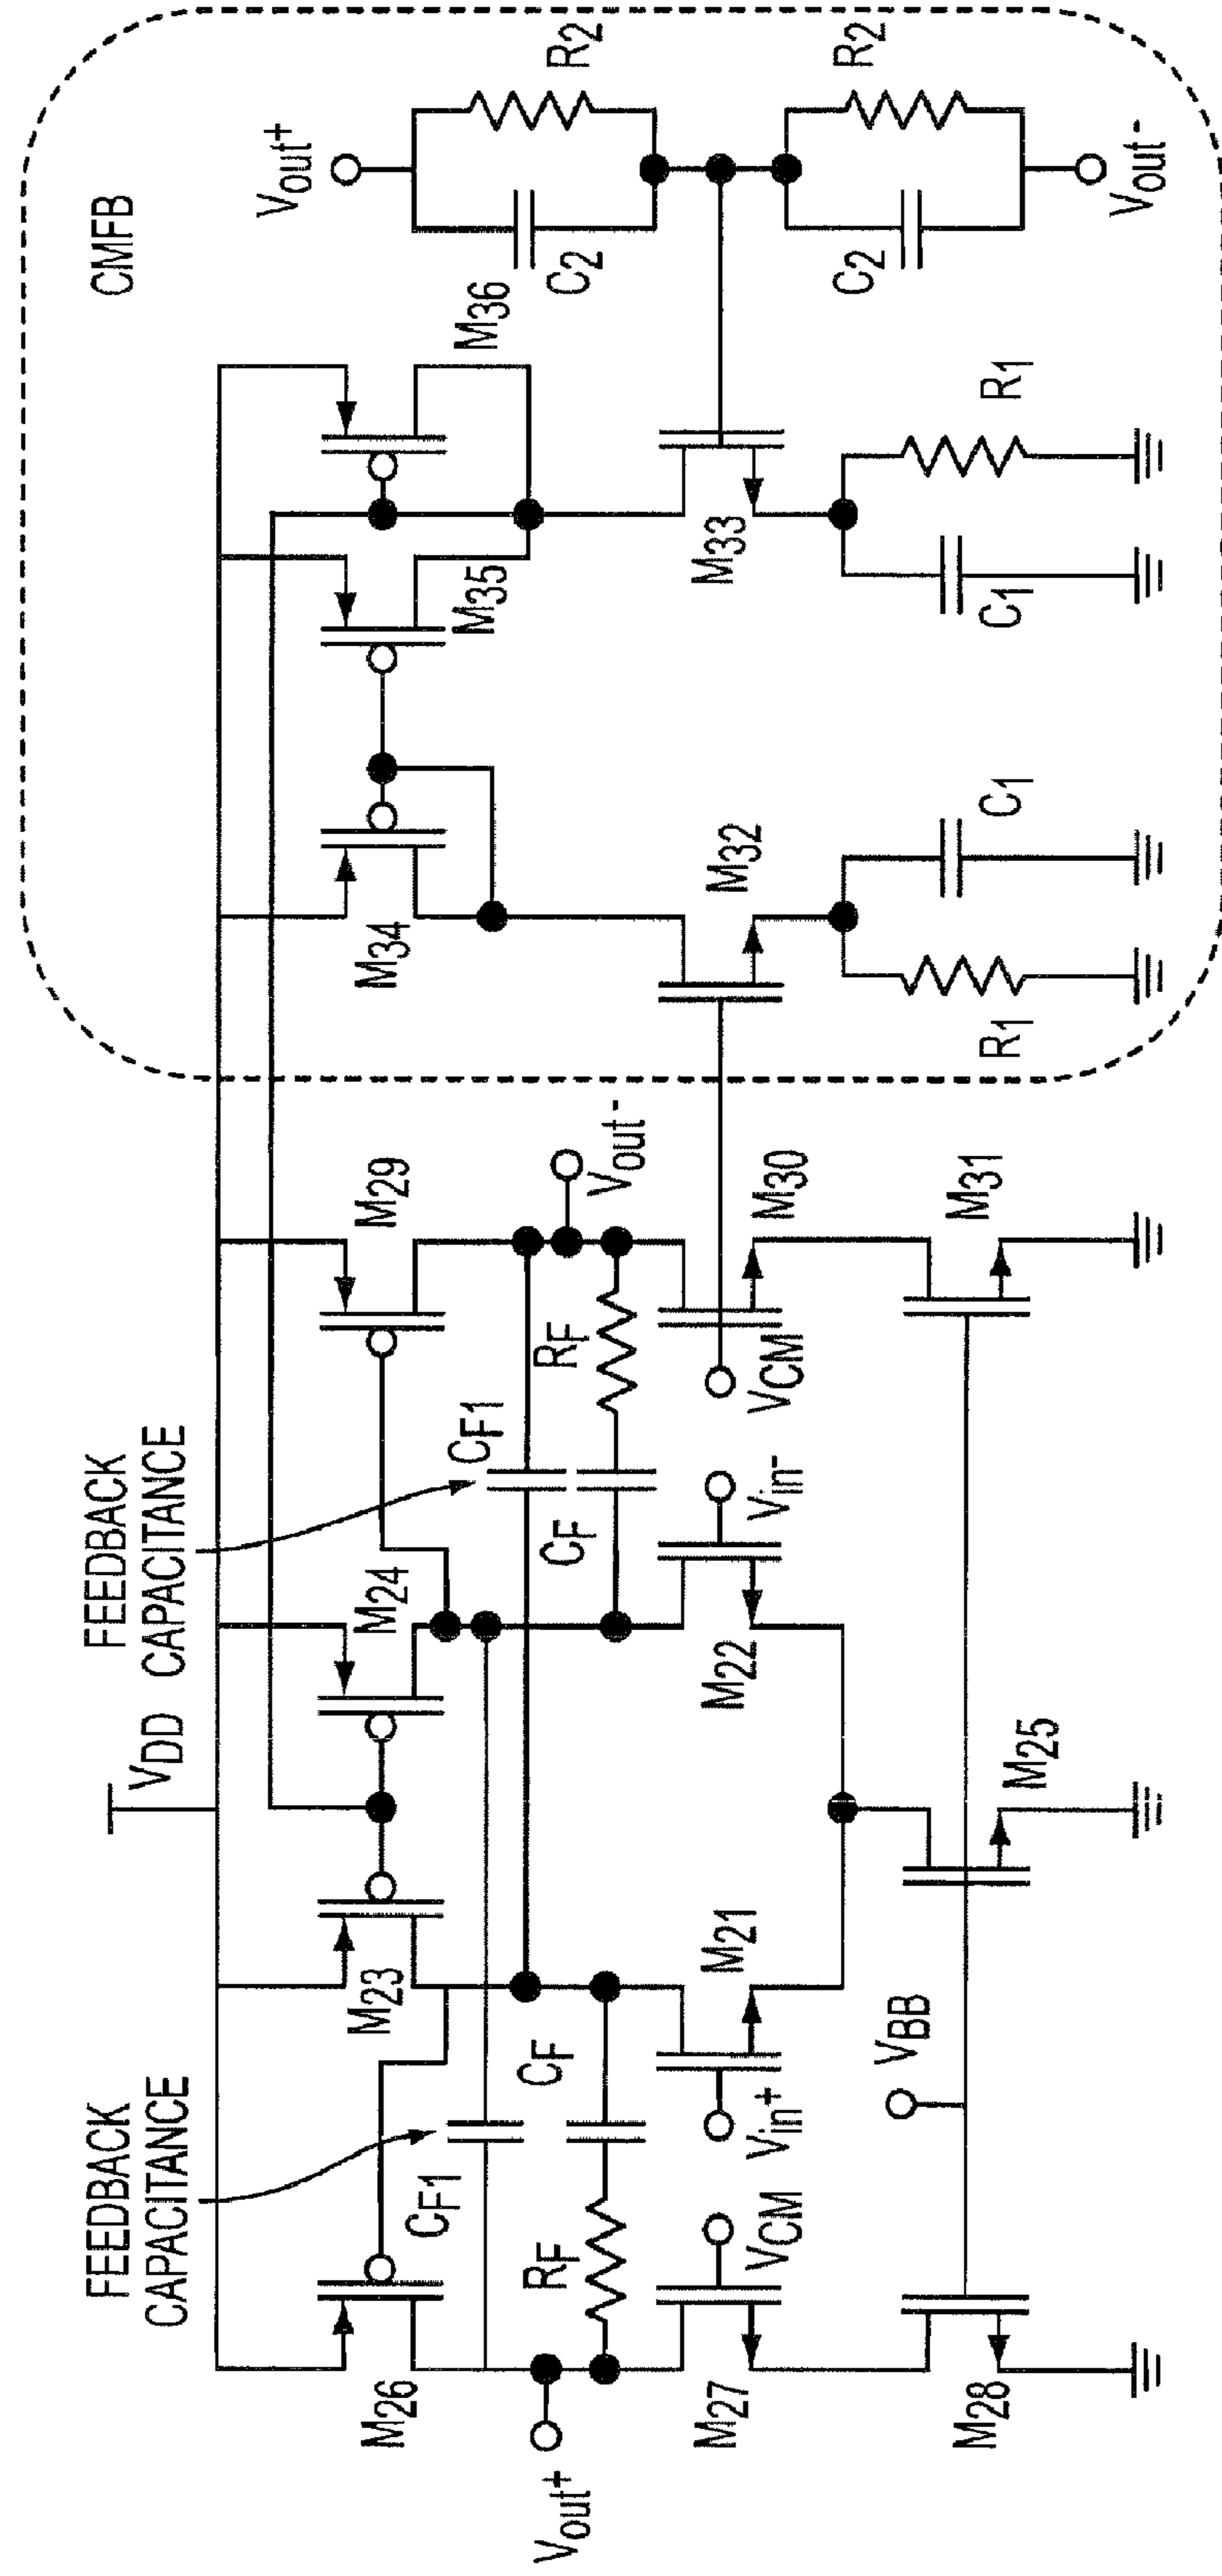 FEEDBACK
CAPACITANCE
VDD
FEEDBACK
CAPACITANCE
CMFB
M26
CF1
M23
M24
M29
M34
M35
M36
Vout+
R2
C2
Vout+
RF
CF
CF1
CF
RF
Vout-
M27
VCM
Vin+
M21
M22
Vin-
VCM
M30
M32
M33
C2
R2
Vout-
M28
VBB
M25
M31
R1
C1
C1
R1